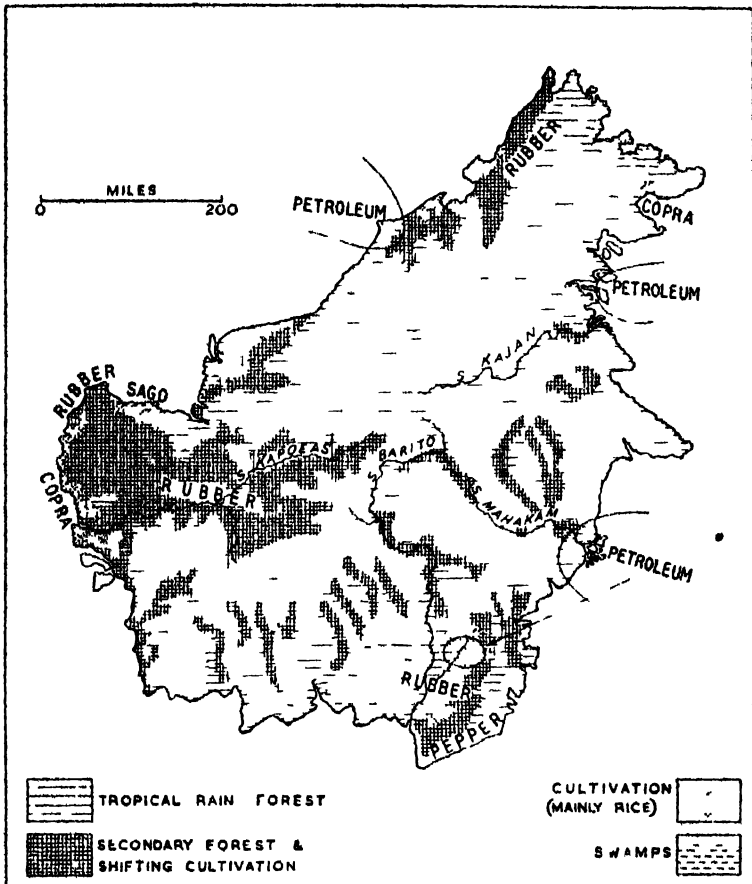 MILES
0 200
PETROLEUM
RUBBER
COPRA
PETROLEUM
S. KAJAN
RUBBER
SAGO
S. KAPOEAS
S. BARITO
RUBBER
COPRA
S. MAHAKAM
PETROLEUM
RUBBER
PEPPER
TROPICAL RAIN FOREST
SECONDARY FOREST &
SHIFTING CULTIVATION
CULTIVATION
(MAINLY RICE)
SWAMPS